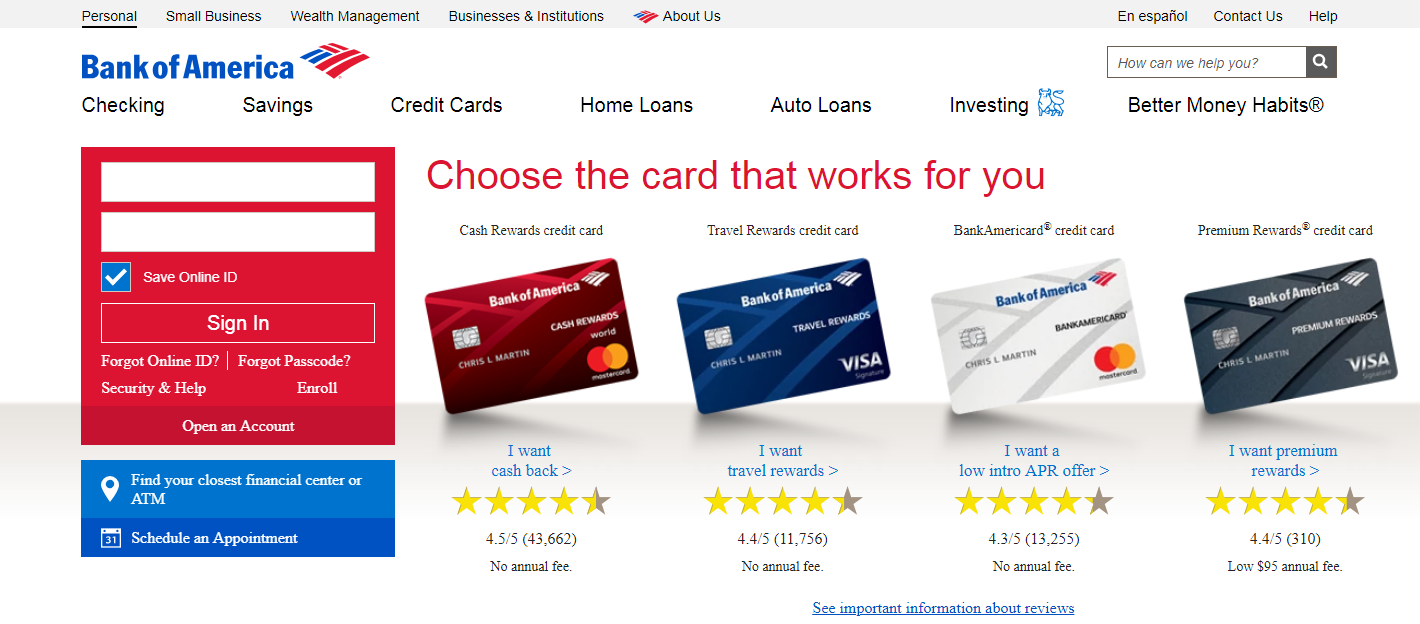 Personal Small Business Wealth Management Businesses & Institutions About Us En español Contact Us Help
Bank of America
How can we help you?
Checking Savings Credit Cards Home Loans Auto Loans Investing Better Money Habits®
Choose the card that works for you
Save Online ID
Sign In
Forgot Online ID? Forgot Passcode?
Security & Help Enroll
Open an Account
Find your closest financial center or
ATM
31 Schedule an Appointment
Cash Rewards credit card
Bank of America
CASH REWARDS
world
CHRIS L MARTIN
mastercard
I want
cash back >
4.5/5 (43,662)
No annual fee.
Travel Rewards credit card
Bank of America
TRAVEL REWARDS
CHRIS L MARTIN
VISA
Signature
I want
travel rewards >
4.4/5 (11,756)
No annual fee.
BankAmericard® credit card
Bank of America
BANKAMERICARD
CHRIS L MARTIN
mastercard
I want a
low intro APR offer >
4.3/5 (13,255)
No annual fee.
Premium Rewards® credit card
Bank of America
PREMIUM REWARDS
CHRIS L MARTIN
VISA
Signature
I want premium
rewards >
4.4/5 (310)
Low $95 annual fee.
See important information about reviews